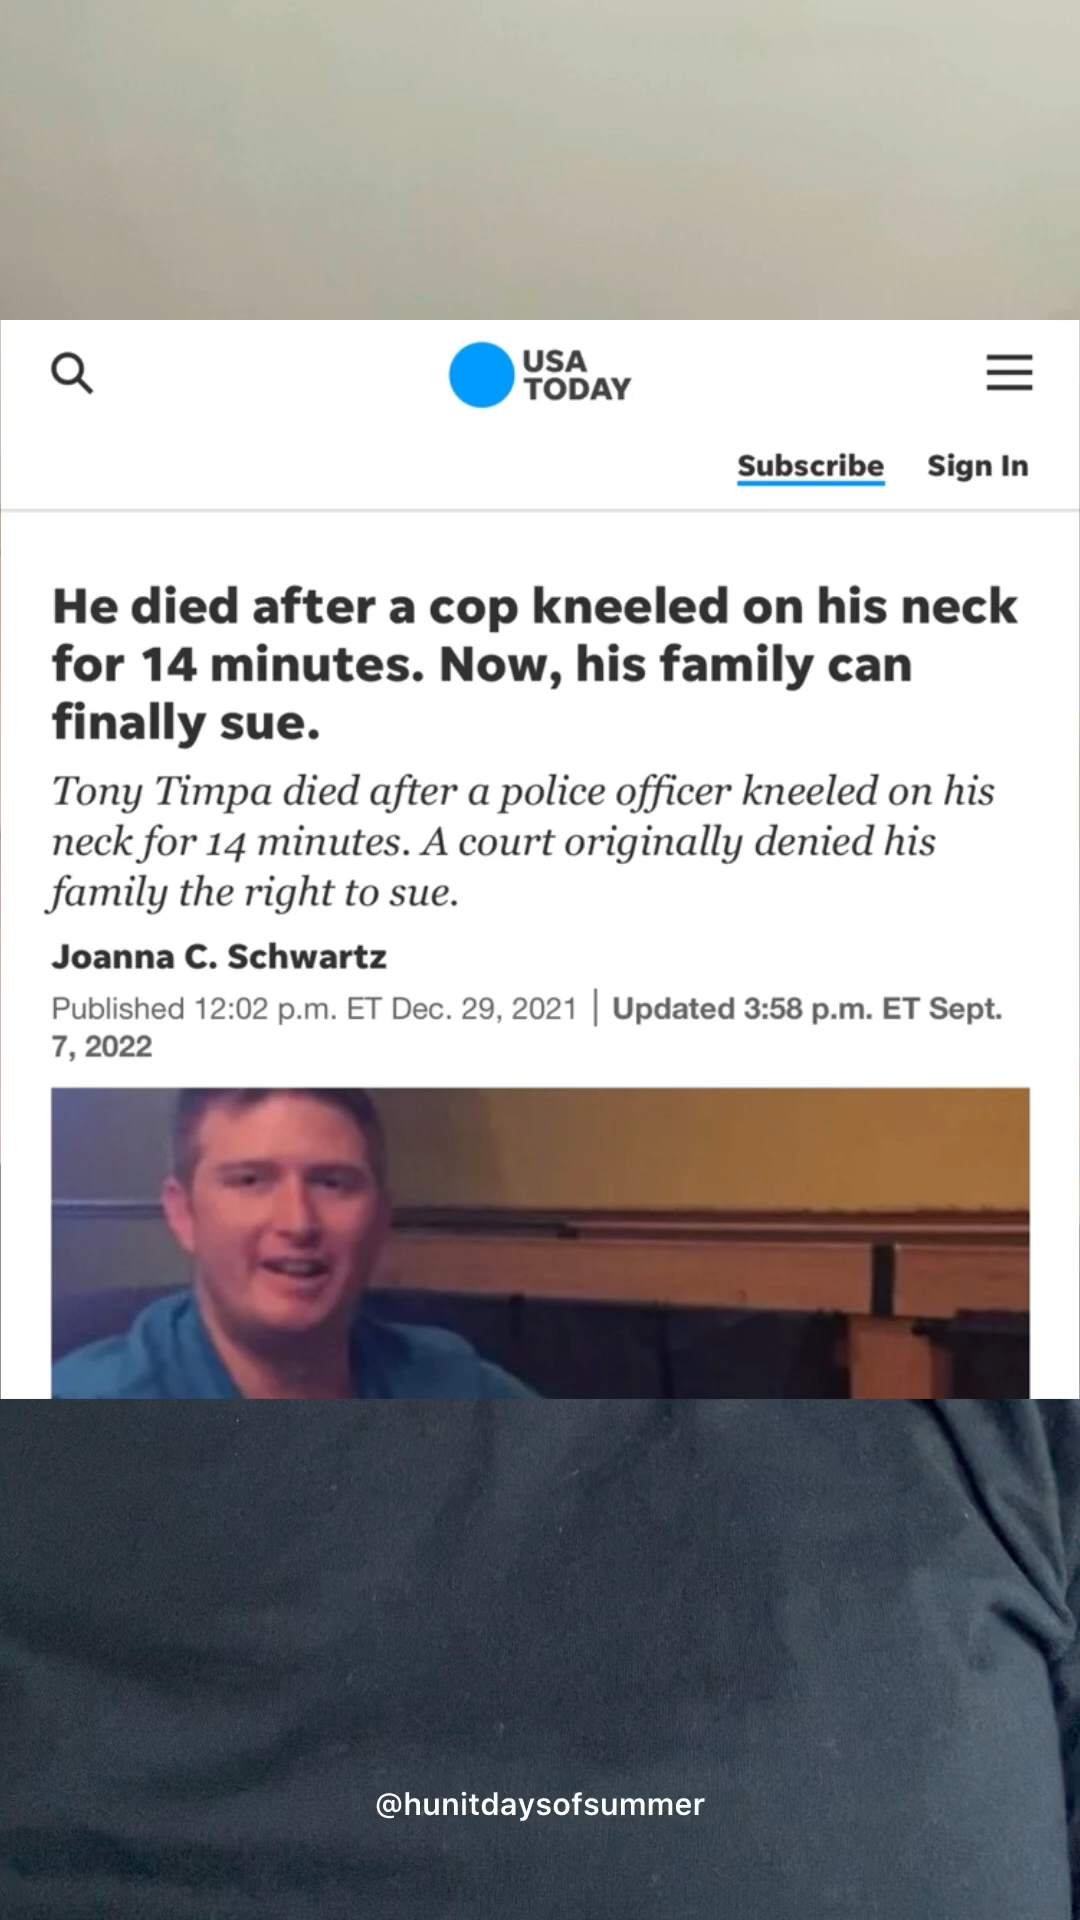 USA
TODAY
Subscribe
Sign In
He died after a cop kneeled on his neck
for 14 minutes. Now, his family can
finally sue.
Tony Timpa died after a police officer kneeled on his
neck for 14 minutes. A court originally denied his
family the right to sue.
Joanna C. Schwartz
Published 12:02 p.m. ET Dec. 29, 2021 | Updated 3:58 p.m. ET Sept.
7, 2022
@hunitdaysofsummer